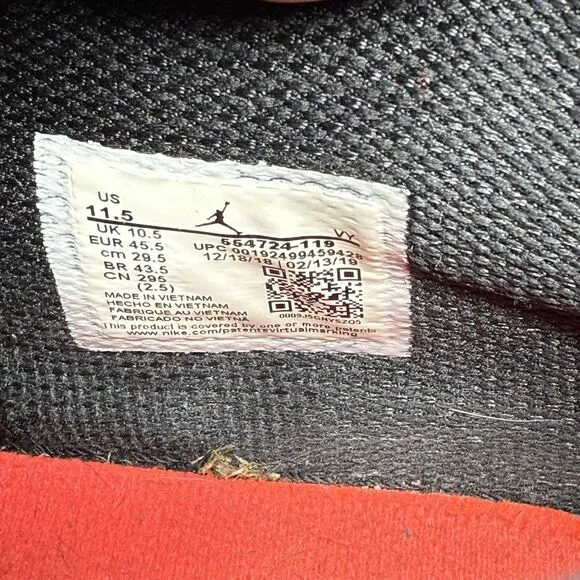 US
11.5
VY
UK 10.5
554724-119
EUR 45.5
UPC 00192499459428
cm 29.5
12/18/18 | 02/13/19
BR 43.5
CN 295
(2.5)
0009J5CNYSZO5
MADE IN VIETNAM
HECHO EN VIETNAM
FABRIQUE AU VIETNAM
FABRICADO NO VIETNA
This product is covered by one or more patents
www.nike.com/patentsvirtualmarking